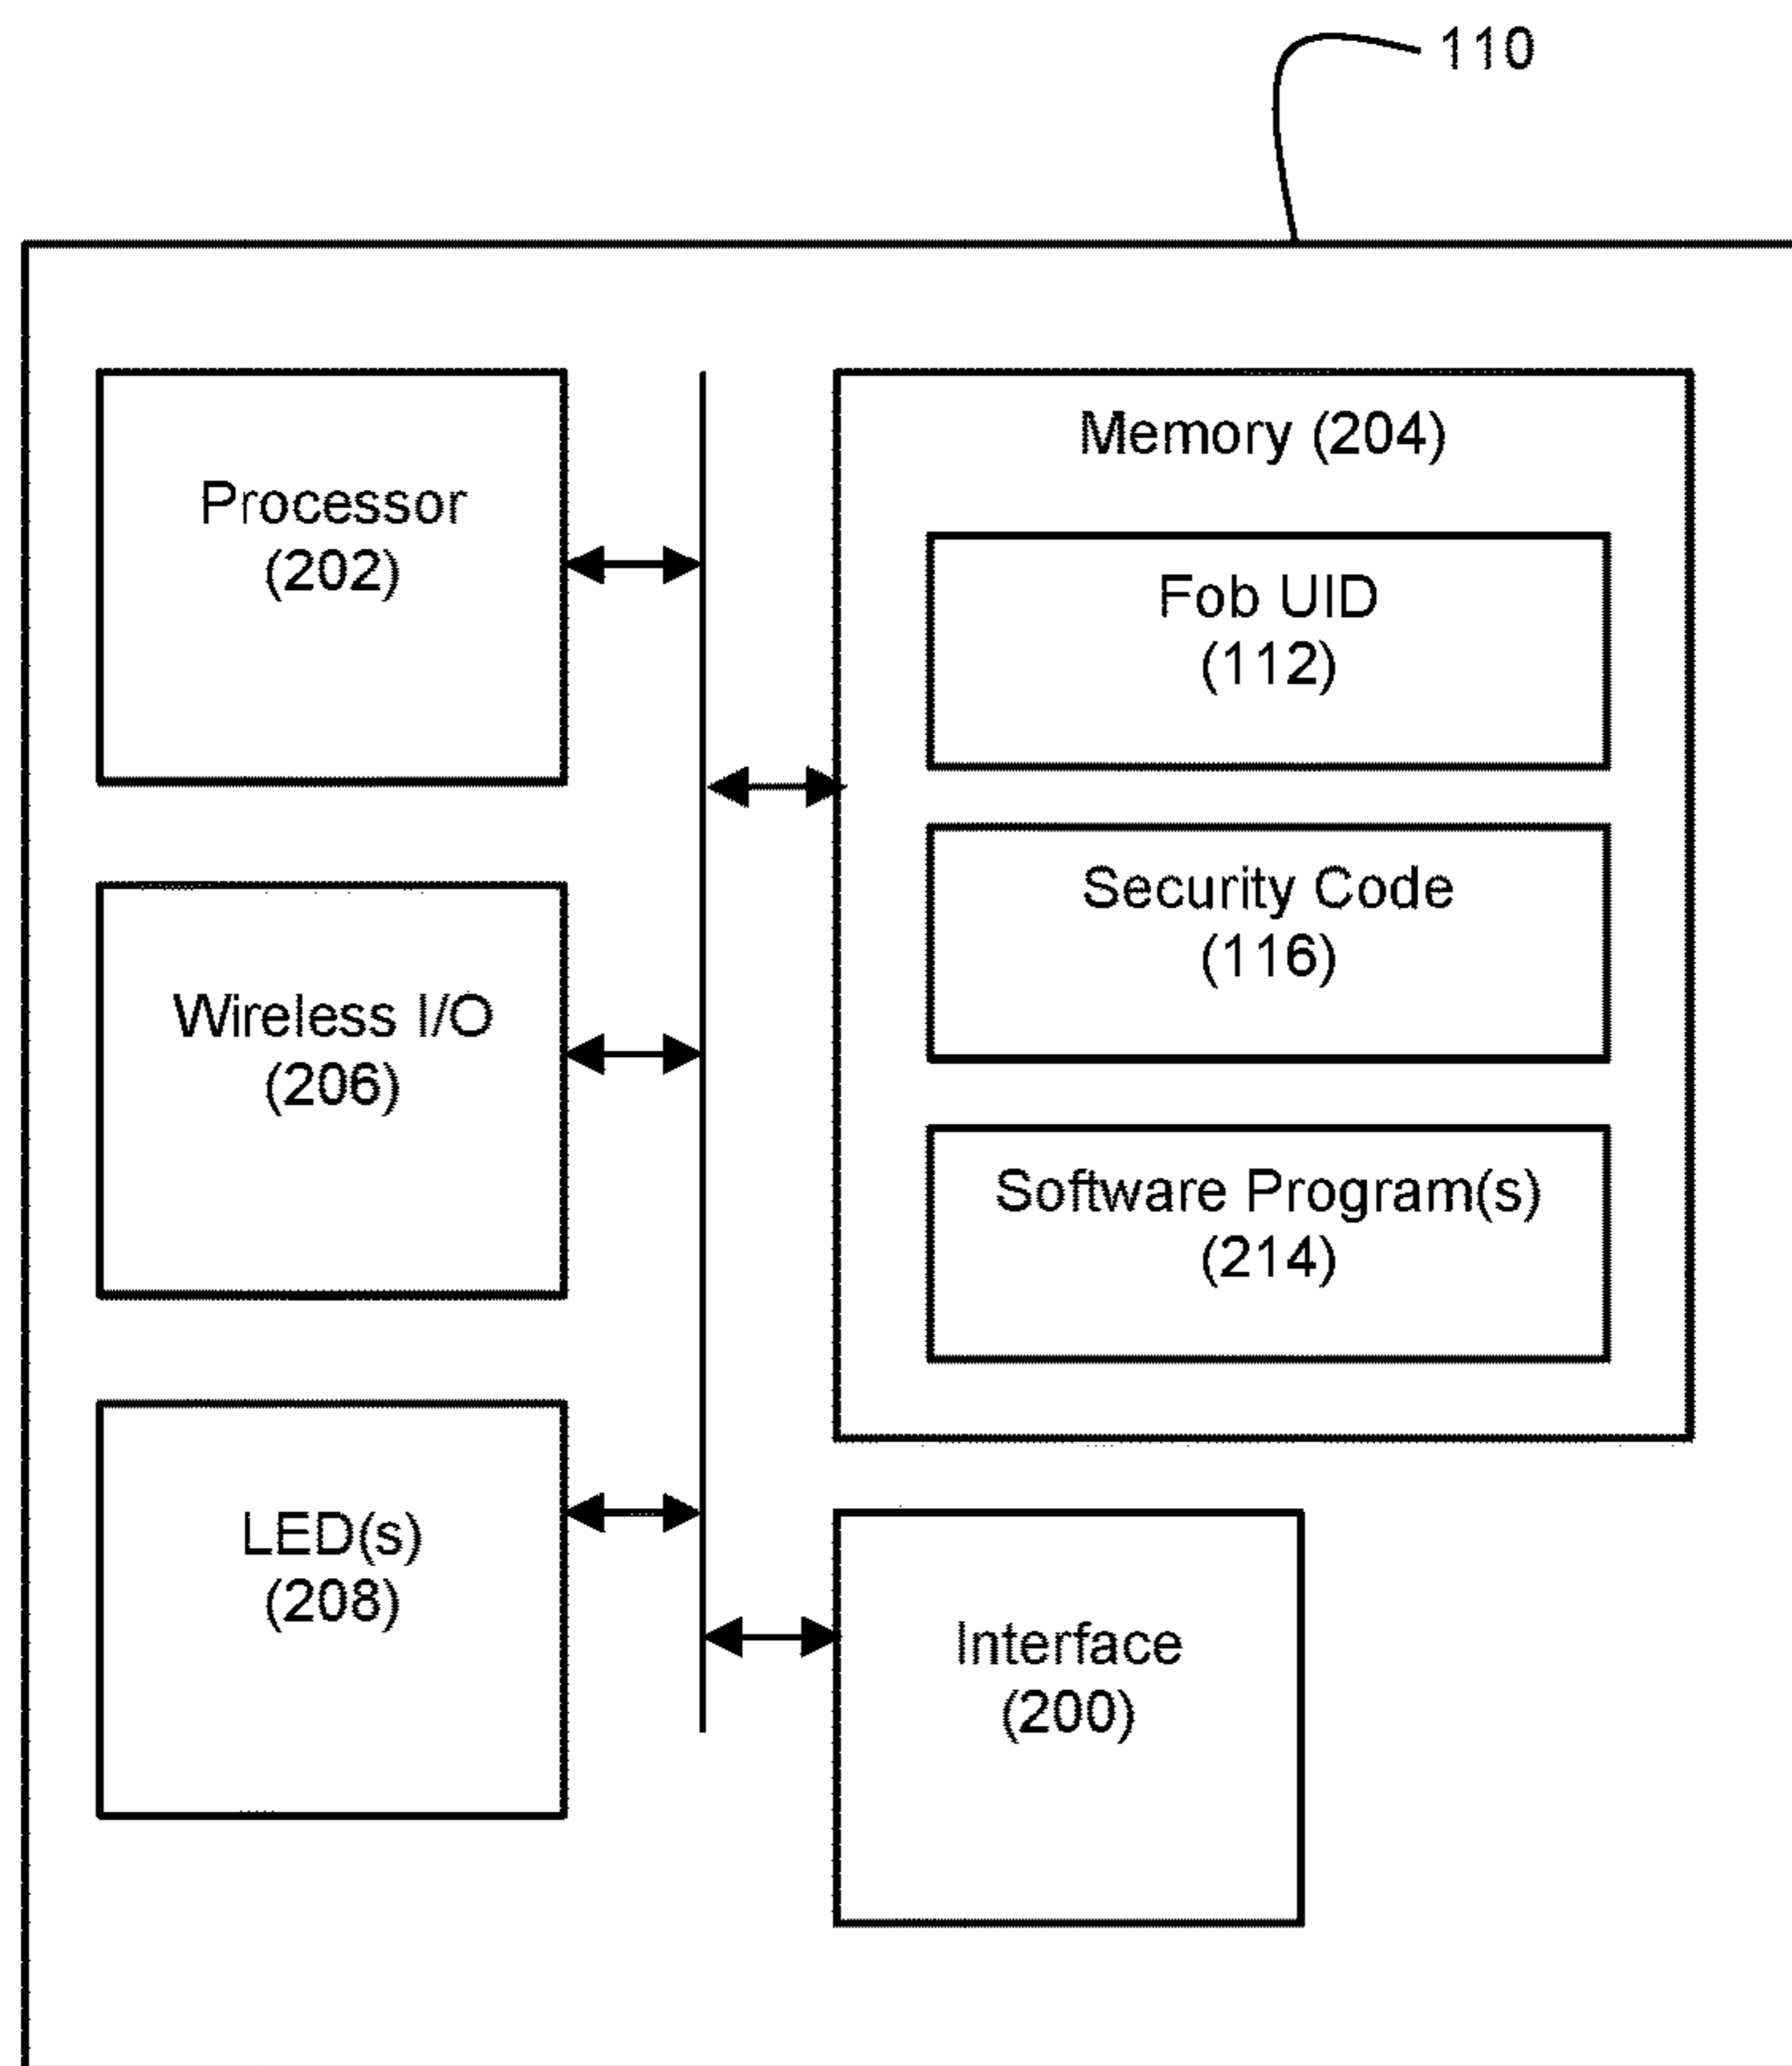 110
Processor
(202)
Memory (204)
Fob UID
(112)
Security Code
(116)
Wireless I/O
(206)
Software Program(s)
(214)
LED(s)
(208)
Interface
(200)